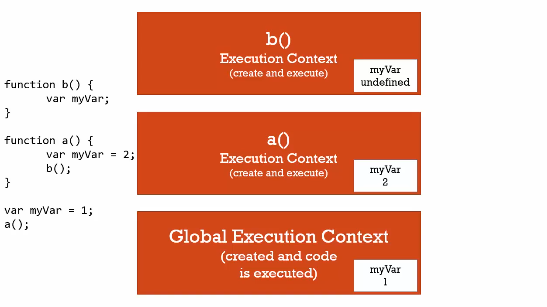 function b() {
var myVar;
}
function a() {
var myVar = 2;
b();
}
var myVar = 1;
a();
b()
Execution Context
(create and execute)
myVar
undefined
a()
Execution Context
(create and execute)
myVar
2
Global Execution Context
(created and code
is executed)
myVar
1